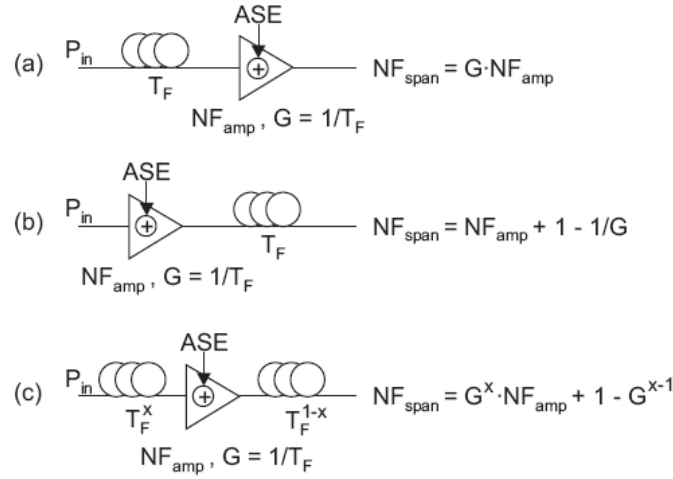 ASE
(a) P_in T_F NF_span = G·NF_amp
NF_amp , G = 1/T_F
ASE
(b) P_in T_F NF_span = NF_amp + 1 - 1/G
NF_amp , G = 1/T_F
ASE
(c) P_in T_F^x T_F^1-x NF_span = G^x·NF_amp + 1 - G^x-1
NF_amp , G = 1/T_F